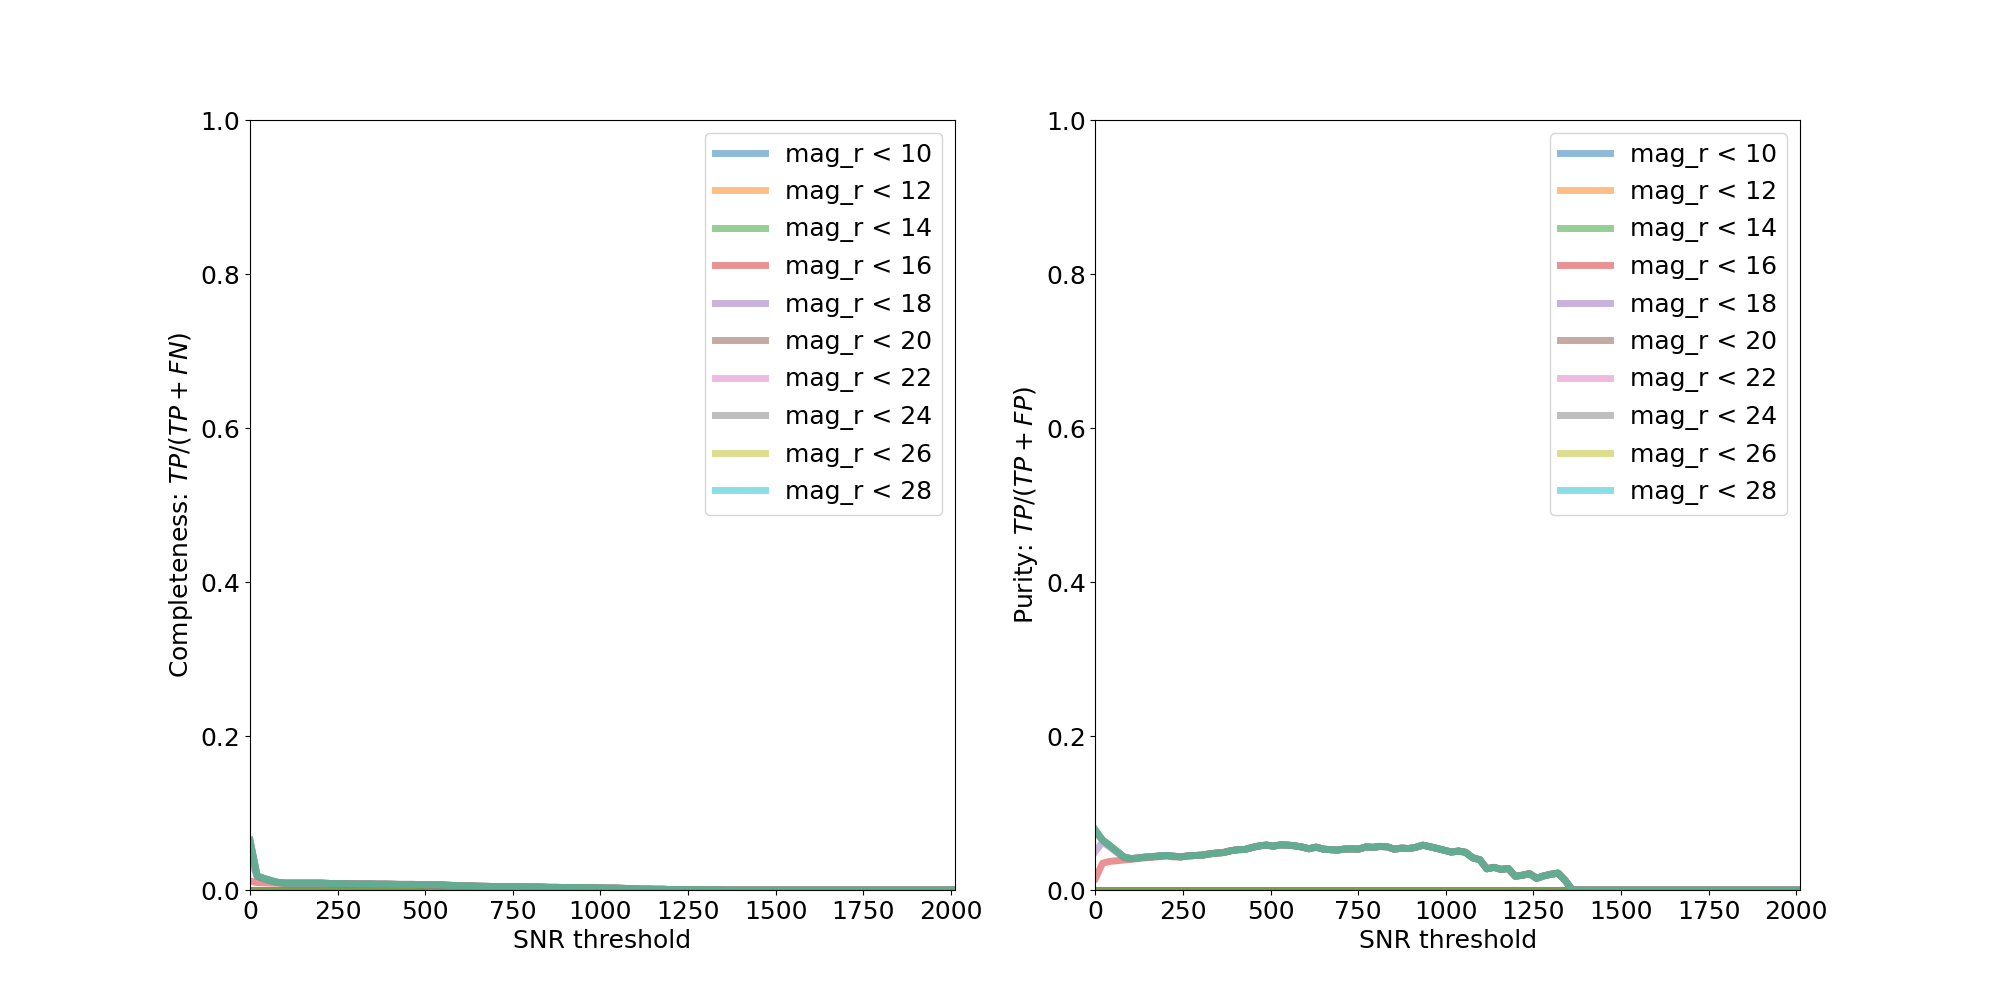 Completeness: TP/(TP + FN)
1.0
0.8
0.6
0.4
0.2
0.0
0 250 500 750 1000 1250 1500 1750 2000
SNR threshold
mag_r < 10
mag_r < 12
mag_r < 14
mag_r < 16
mag_r < 18
mag_r < 20
mag_r < 22
mag_r < 24
mag_r < 26
mag_r < 28
Purity: TP/(TP + FP)
1.0
0.8
0.6
0.4
0.2
0.0
0 250 500 750 1000 1250 1500 1750 2000
SNR threshold
mag_r < 10
mag_r < 12
mag_r < 14
mag_r < 16
mag_r < 18
mag_r < 20
mag_r < 22
mag_r < 24
mag_r < 26
mag_r < 28